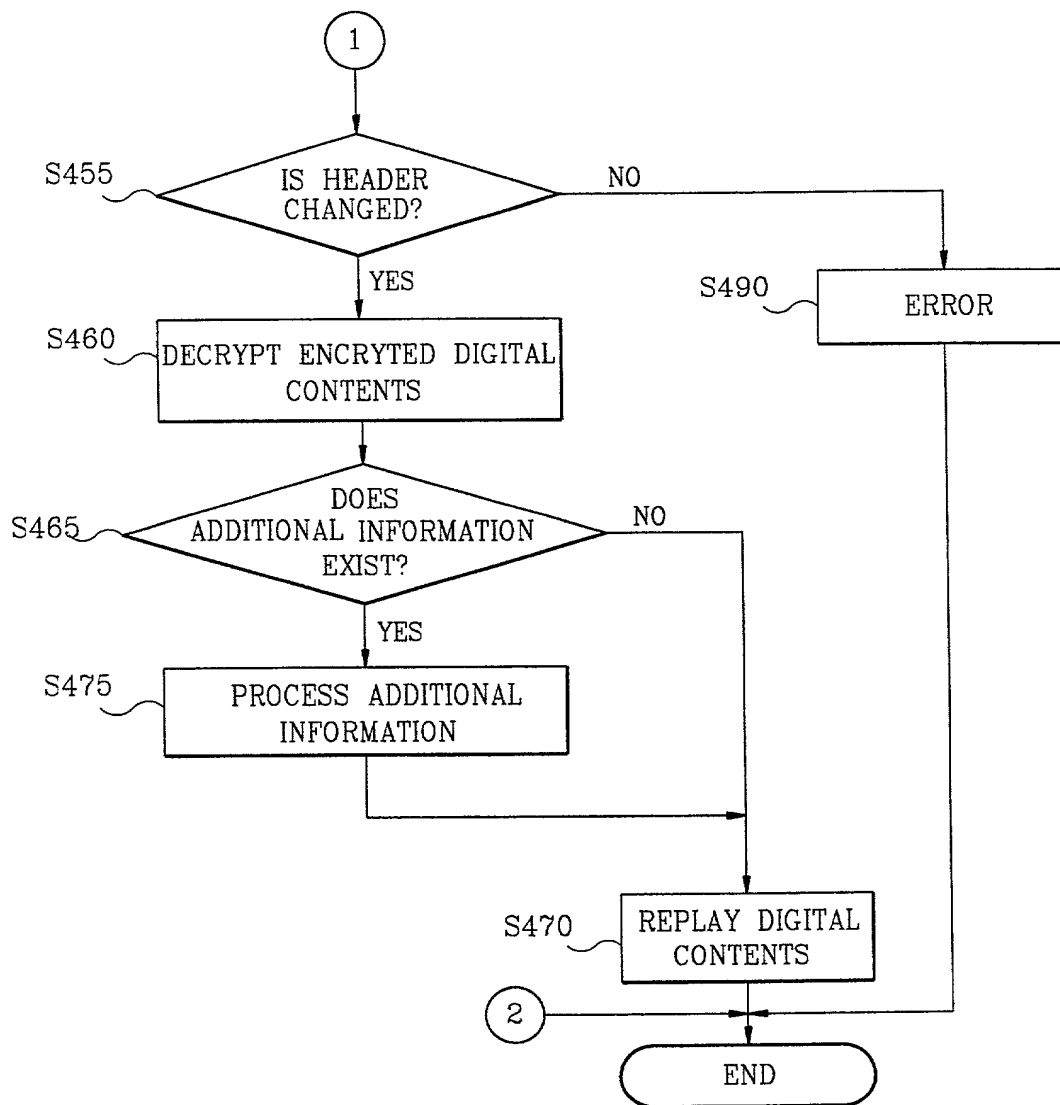 1
S455
IS HEADER
CHANGED?
NO
YES
S490
ERROR
S460
DECRYPT ENCRYTED DIGITAL
CONTENTS
S465
DOES
ADDITIONAL INFORMATION
EXIST?
NO
YES
S475
PROCESS ADDITIONAL
INFORMATION
S470
REPLAY DIGITAL
CONTENTS
2
END